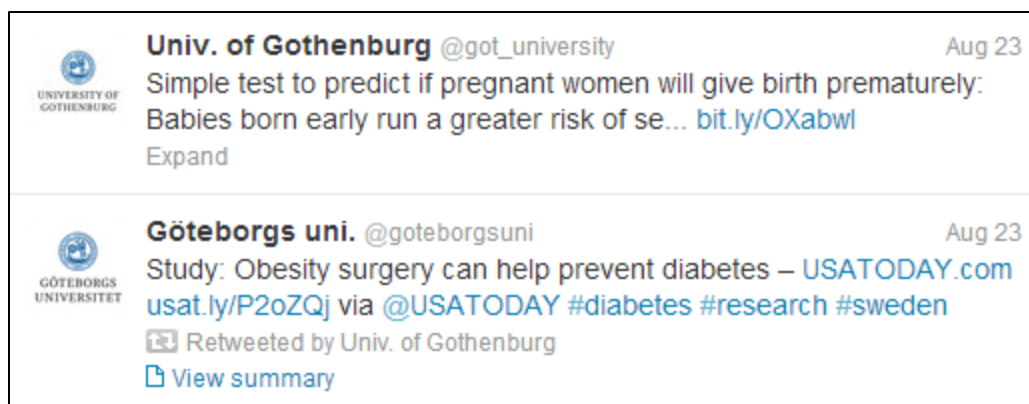 Univ. of Gothenburg @got_university Aug 23
UNIVERSITY OF
GOTHENBURG
Simple test to predict if pregnant women will give birth prematurely:
Babies born early run a greater risk of se... bit.ly/OXabwl
Expand
Göteborgs uni. @goteborgsuni Aug 23
GÖTEBORGS
UNIVERSITET
Study: Obesity surgery can help prevent diabetes – USATODAY.com
usat.ly/P2oZQj via @USATODAY #diabetes #research #sweden
Retweeted by Univ. of Gothenburg
View summary